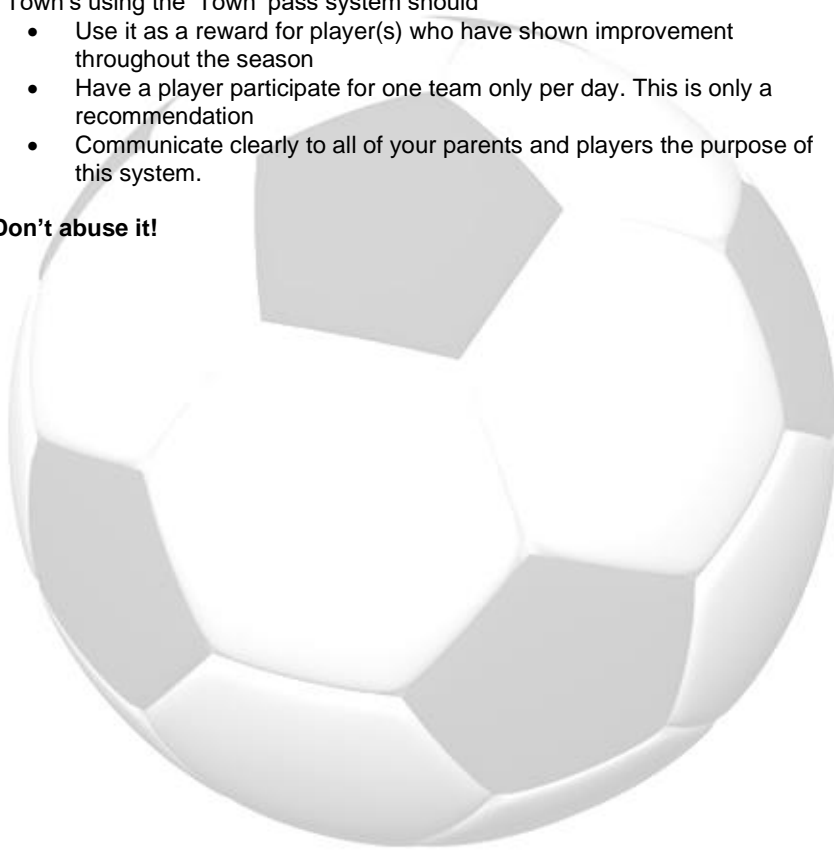 Town's using the 'Town' pass system should
• Use it as a reward for player(s) who have shown improvement
throughout the season
• Have a player participate for one team only per day. This is only a
recommendation
• Communicate clearly to all of your parents and players the purpose of
this system.
Don't abuse it!